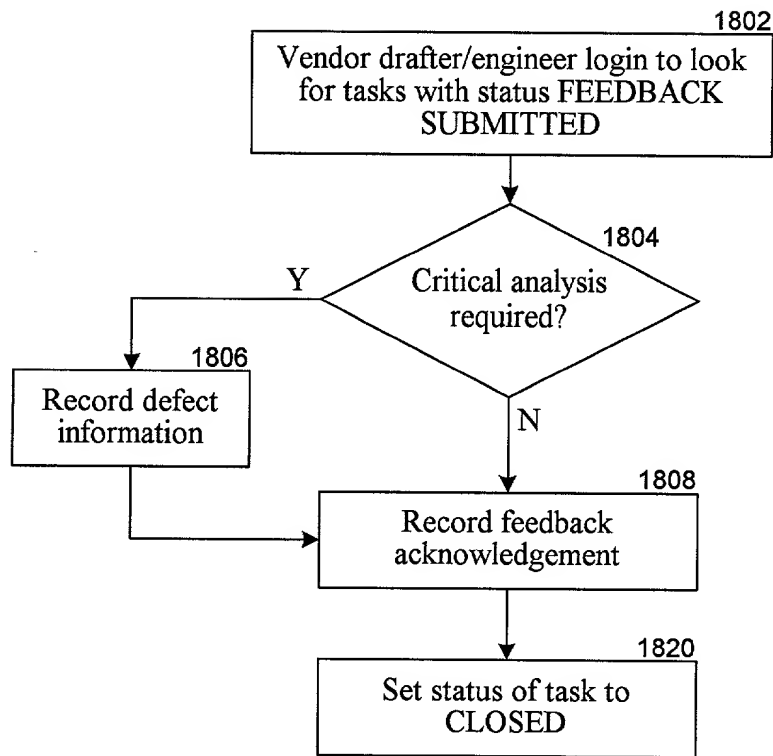 1802
Vendor drafter/engineer login to look
for tasks with status FEEDBACK
SUBMITTED
1804
Critical analysis
required?
Y
1806
Record defect
information
N
1808
Record feedback
acknowledgement
1820
Set status of task to
CLOSED